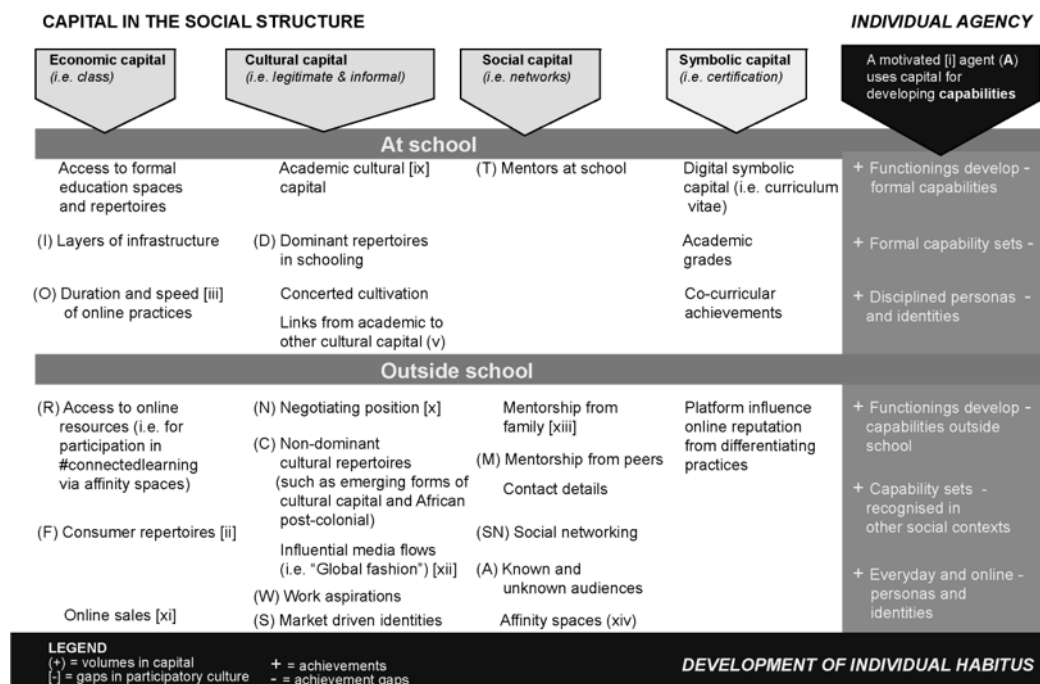 CAPITAL IN THE SOCIAL STRUCTURE
INDIVIDUAL AGENCY
Economic capital
(i.e. class)
Cultural capital
(i.e. legitimate & informal)
Social capital
(i.e. networks)
Symbolic capital
(i.e. certification)
A motivated [i] agent (A)
uses capital for
developing capabilities
At school
Access to formal
education spaces
and repertoires
(I) Layers of infrastructure
(O) Duration and speed [iii]
of online practices
Academic cultural [ix]
capital
(D) Dominant repertoires
in schooling
Concerted cultivation
Links from academic to
other cultural capital (v)
(T) Mentors at school
Digital symbolic
capital (i.e. curriculum
vitae)
Academic
grades
Co-curricular
achievements
+ Functionings develop -
formal capabilities
+ Formal capability sets -
+ Disciplined personas -
and identities
Outside school
(R) Access to online
resources (i.e. for
participation in
#connectedlearning
via affinity spaces)
(F) Consumer repertoires [ii]
Online sales [xi]
(N) Negotiating position [x]
(C) Non-dominant
cultural repertoires
(such as emerging forms of
cultural capital and African
post-colonial)
Influential media flows
(i.e. “Global fashion”) [xii]
(W) Work aspirations
(S) Market driven identities
Mentorship from
family [xiii]
(M) Mentorship from peers
Contact details
(SN) Social networking
(A) Known and
unknown audiences
Affinity spaces (xiv)
Platform influence
online reputation
from differentiating
practices
+ Functionings develop -
capabilities outside
school
+ Capability sets -
recognised in
other social contexts
+ Everyday and online -
personas and
identities
LEGEND
(+) = volumes in capital
[-] = gaps in participatory culture
+ = achievements
- = achievement gaps
DEVELOPMENT OF INDIVIDUAL HABITUS